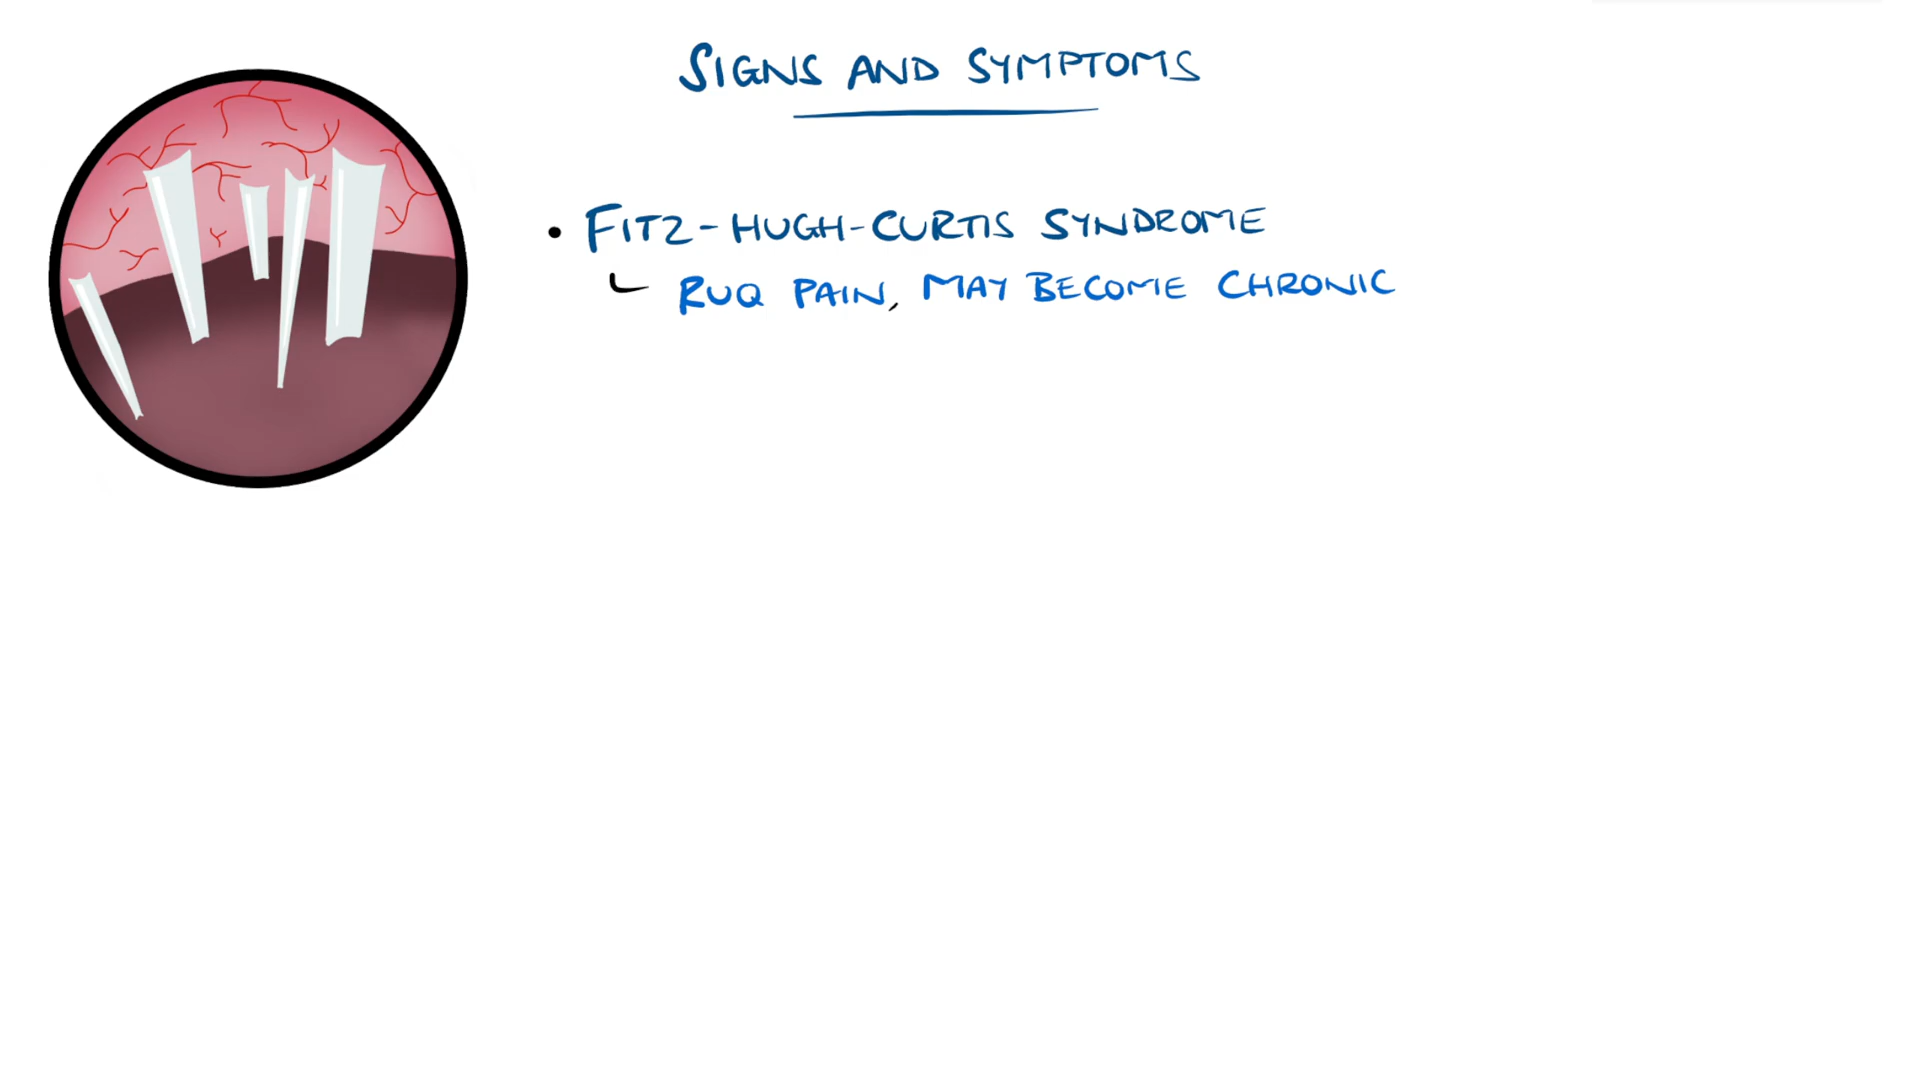 SIGNS AND SYMPTOMS
• FITZ-HUGH-CURTIS SYNDROME
RUQ PAIN, MAY BECOME CHRONIC